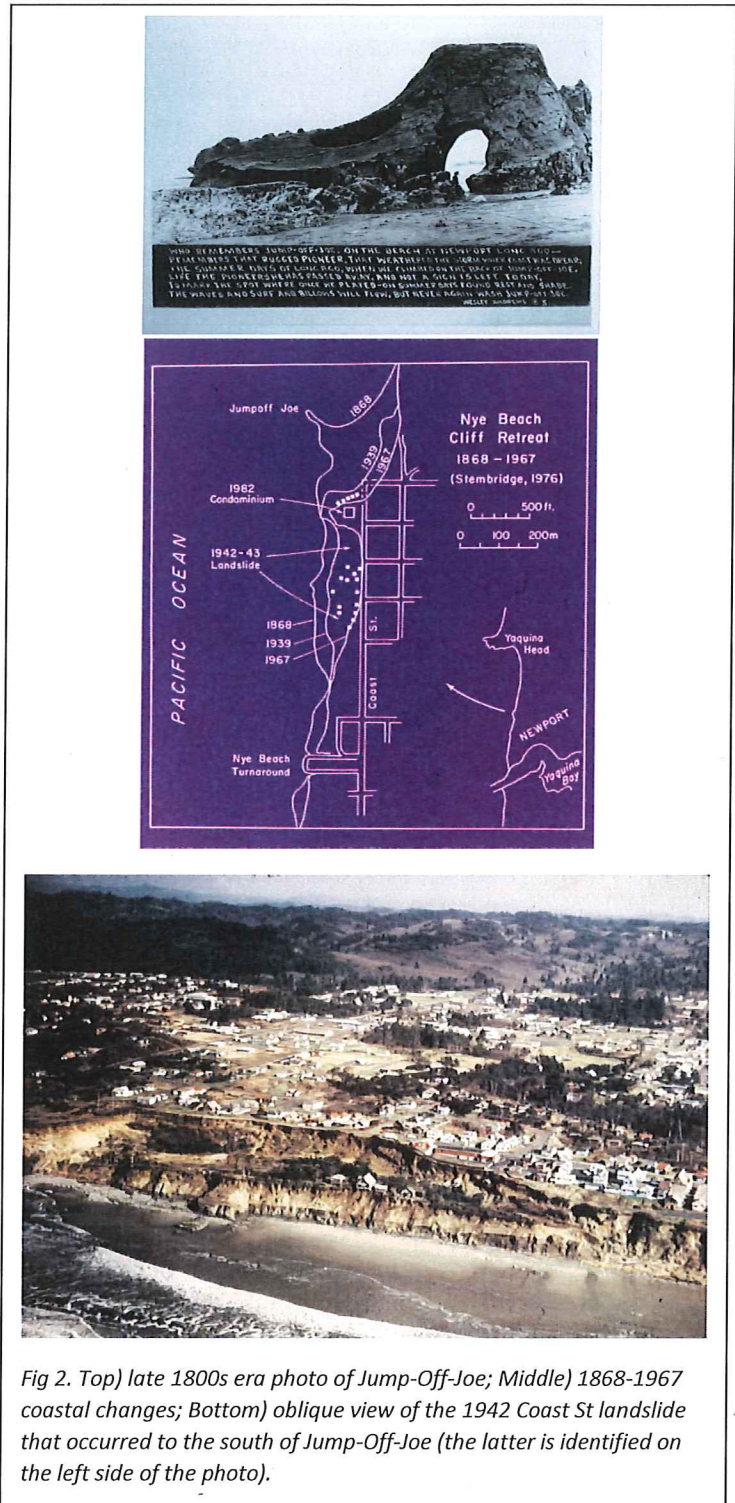 WHO REMEMBERS JUMP-OFF-JOE, ON THE BEACH AT NEWPORT LONG AGO—
REMEMBERS THAT RUGGED PIONEER, THAT WEATHERED THE STORM WHEN COAST WAS DREAR,
THE SUMMER DAYS OF LONG AGO, WHEN WE CLIMBED ON THE BACK OF JUMP-OFF-JOE.
LIKE THE PIONEERS HE HAS PASSED AWAY, AND NOT A SIGN IS LEFT TODAY,
TO MARK THE SPOT WHERE ONCE WE PLAYED-ON SUMMER DAYS FOUND REST AND SHADE.
THE WAVES AND SURF AND BILLOWS WILL FLOW, BUT NEVER AGAIN WASH JUMP-OFF JOE.
WESLEY ANDREWS
Jumpoff Joe
1868
1939
1967
Nye Beach
Cliff Retreat
1868 – 1967
(Stembridge, 1976)
0 500 ft.
0 100 200m
1982
Condominium
1942-43
Landslide
1868
1939
1967
PACIFIC OCEAN
Coast St.
Yaquina
Head
NEWPORT
Yaquina
Bay
Nye Beach
Turnaround
Fig 2. Top) late 1800s era photo of Jump-Off-Joe; Middle) 1868-1967
coastal changes; Bottom) oblique view of the 1942 Coast St landslide
that occurred to the south of Jump-Off-Joe (the latter is identified on
the left side of the photo).